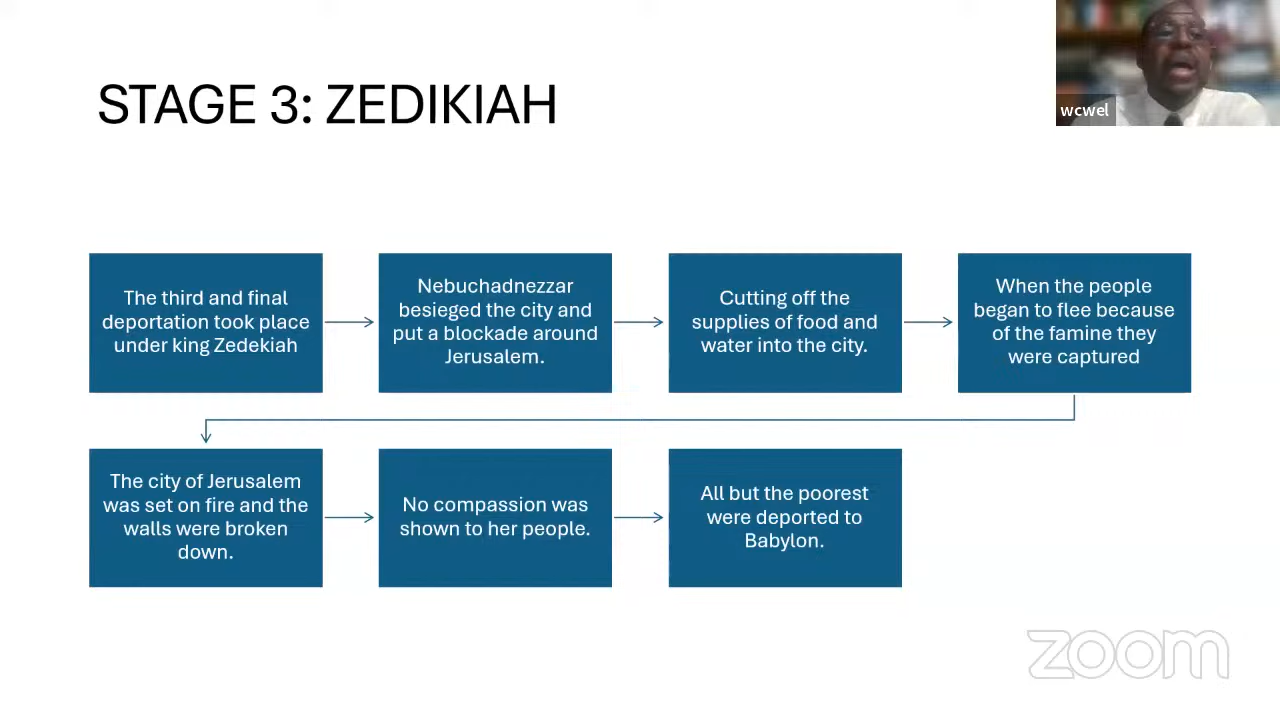 STAGE 3: ZEDIKIAH
wcwel
The third and final
deportation took place
under king Zedekiah
Nebuchadnezzar
besieged the city and
put a blockade around
Jerusalem.
Cutting off the
supplies of food and
water into the city.
When the people
began to flee because
of the famine they
were captured
The city of Jerusalem
was set on fire and the
walls were broken
down.
No compassion was
shown to her people.
All but the poorest
were deported to
Babylon.
zoom